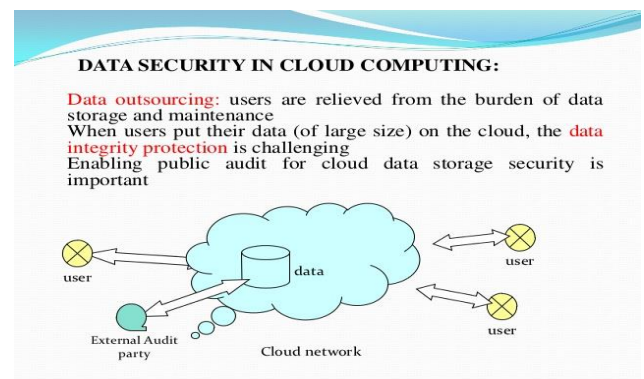 DATA SECURITY IN CLOUD COMPUTING:
Data outsourcing: users are relieved from the burden of data
storage and maintenance
When users put their data (of large size) on the cloud, the data
integrity protection is challenging
Enabling public audit for cloud data storage security is
important
user
data
user
External Audit
party
Cloud network
user